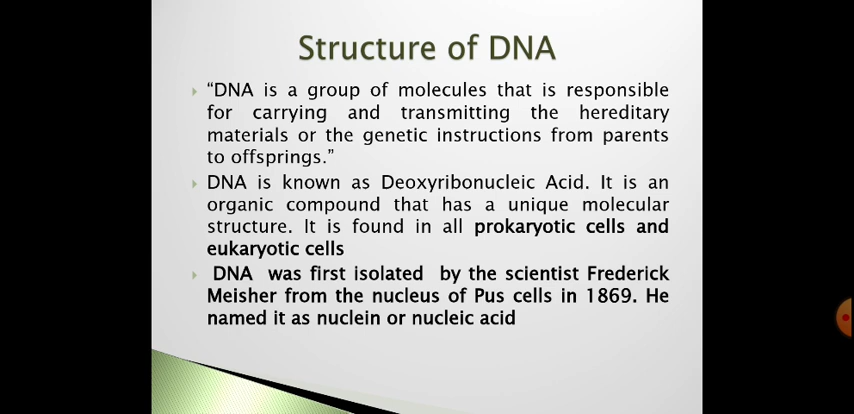 Structure of DNA
“DNA is a group of molecules that is responsible
for carrying and transmitting the hereditary
materials or the genetic instructions from parents
to offsprings.”
DNA is known as Deoxyribonucleic Acid. It is an
organic compound that has a unique molecular
structure. It is found in all prokaryotic cells and
eukaryotic cells
DNA was first isolated by the scientist Frederick
Meisher from the nucleus of Pus cells in 1869. He
named it as nuclein or nucleic acid